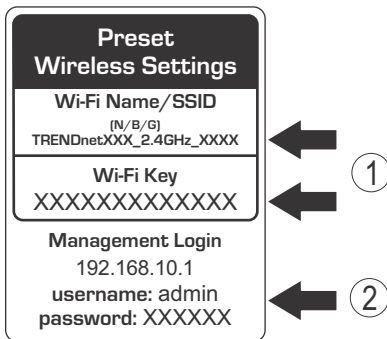 Preset
Wireless Settings
Wi-Fi Name/SSID
(N/B/G)
TRENDnetXXX_2.4GHz_XXXX
Wi-Fi Key
XXXXXXXXXXXXX
1
Management Login
192.168.10.1
username: admin
password: XXXXXX
2